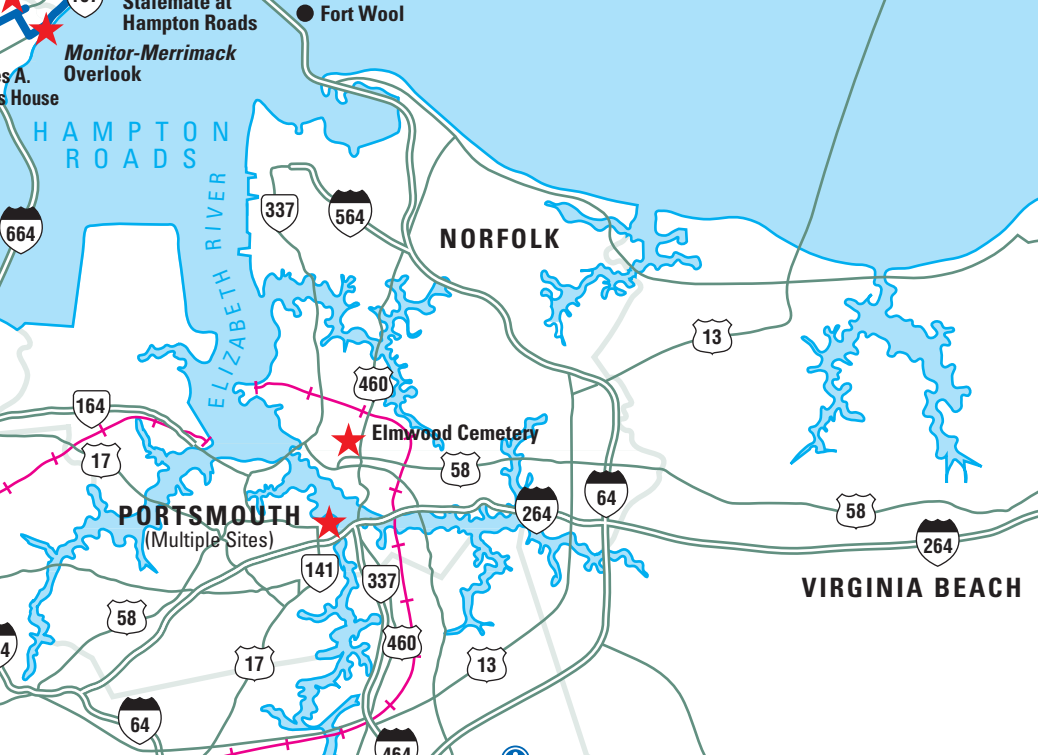 Stalemate at
Hampton Roads
Fort Wool
Monitor-Merrimack
Overlook
s A.
s House
HAMPTON
ROADS
ELIZABETH RIVER
337
564
664
NORFOLK
13
460
164
Elmwood Cemetery
17
58
64
264
58
PORTSMOUTH
(Multiple Sites)
264
141
337
VIRGINIA BEACH
58
460
4
17
13
64
464